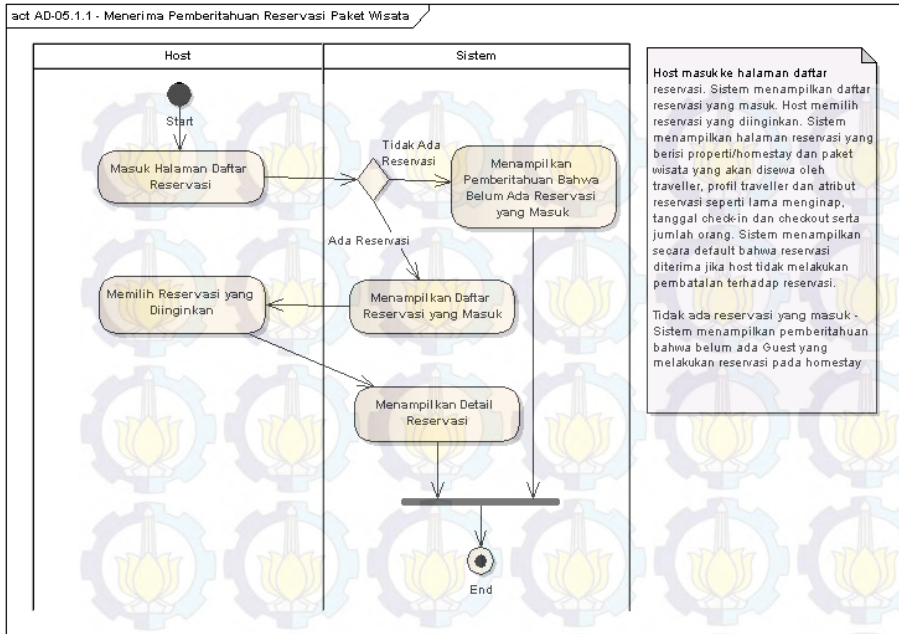 act AD-05.1.1 - Menerima Pemberitahuan Reservasi Paket Wisata
Host
Sistem
Start
Masuk Halaman Daftar
Reservasi
Tidak Ada
Reservasi
Menampilkan
Pemberitahuan Bahwa
Belum Ada Reservasi
yang Masuk
Ada Reservasi
Memilih Reservasi yang
Diinginkan
Menampilkan Daftar
Reservasi yang Masuk
Menampilkan Detail
Reservasi
End
Host masuk ke halaman daftar
reservasi. Sistem menampilkan daftar
reservasi yang masuk. Host memilih
reservasi yang diinginkan. Sistem
menampilkan halaman reservasi yang
berisi properti/homestay dan paket
wisata yang akan disewa oleh
traveller, profil traveller dan atribut
reservasi seperti lama menginap,
tanggal check-in dan checkout serta
jumlah orang. Sistem menampilkan
secara default bahwa reservasi
diterima jika host tidak melakukan
pembatalan terhadap reservasi.
Tidak ada reservasi yang masuk -
Sistem menampilkan pemberitahuan
bahwa belum ada Guest yang
melakukan reservasi pada homestay